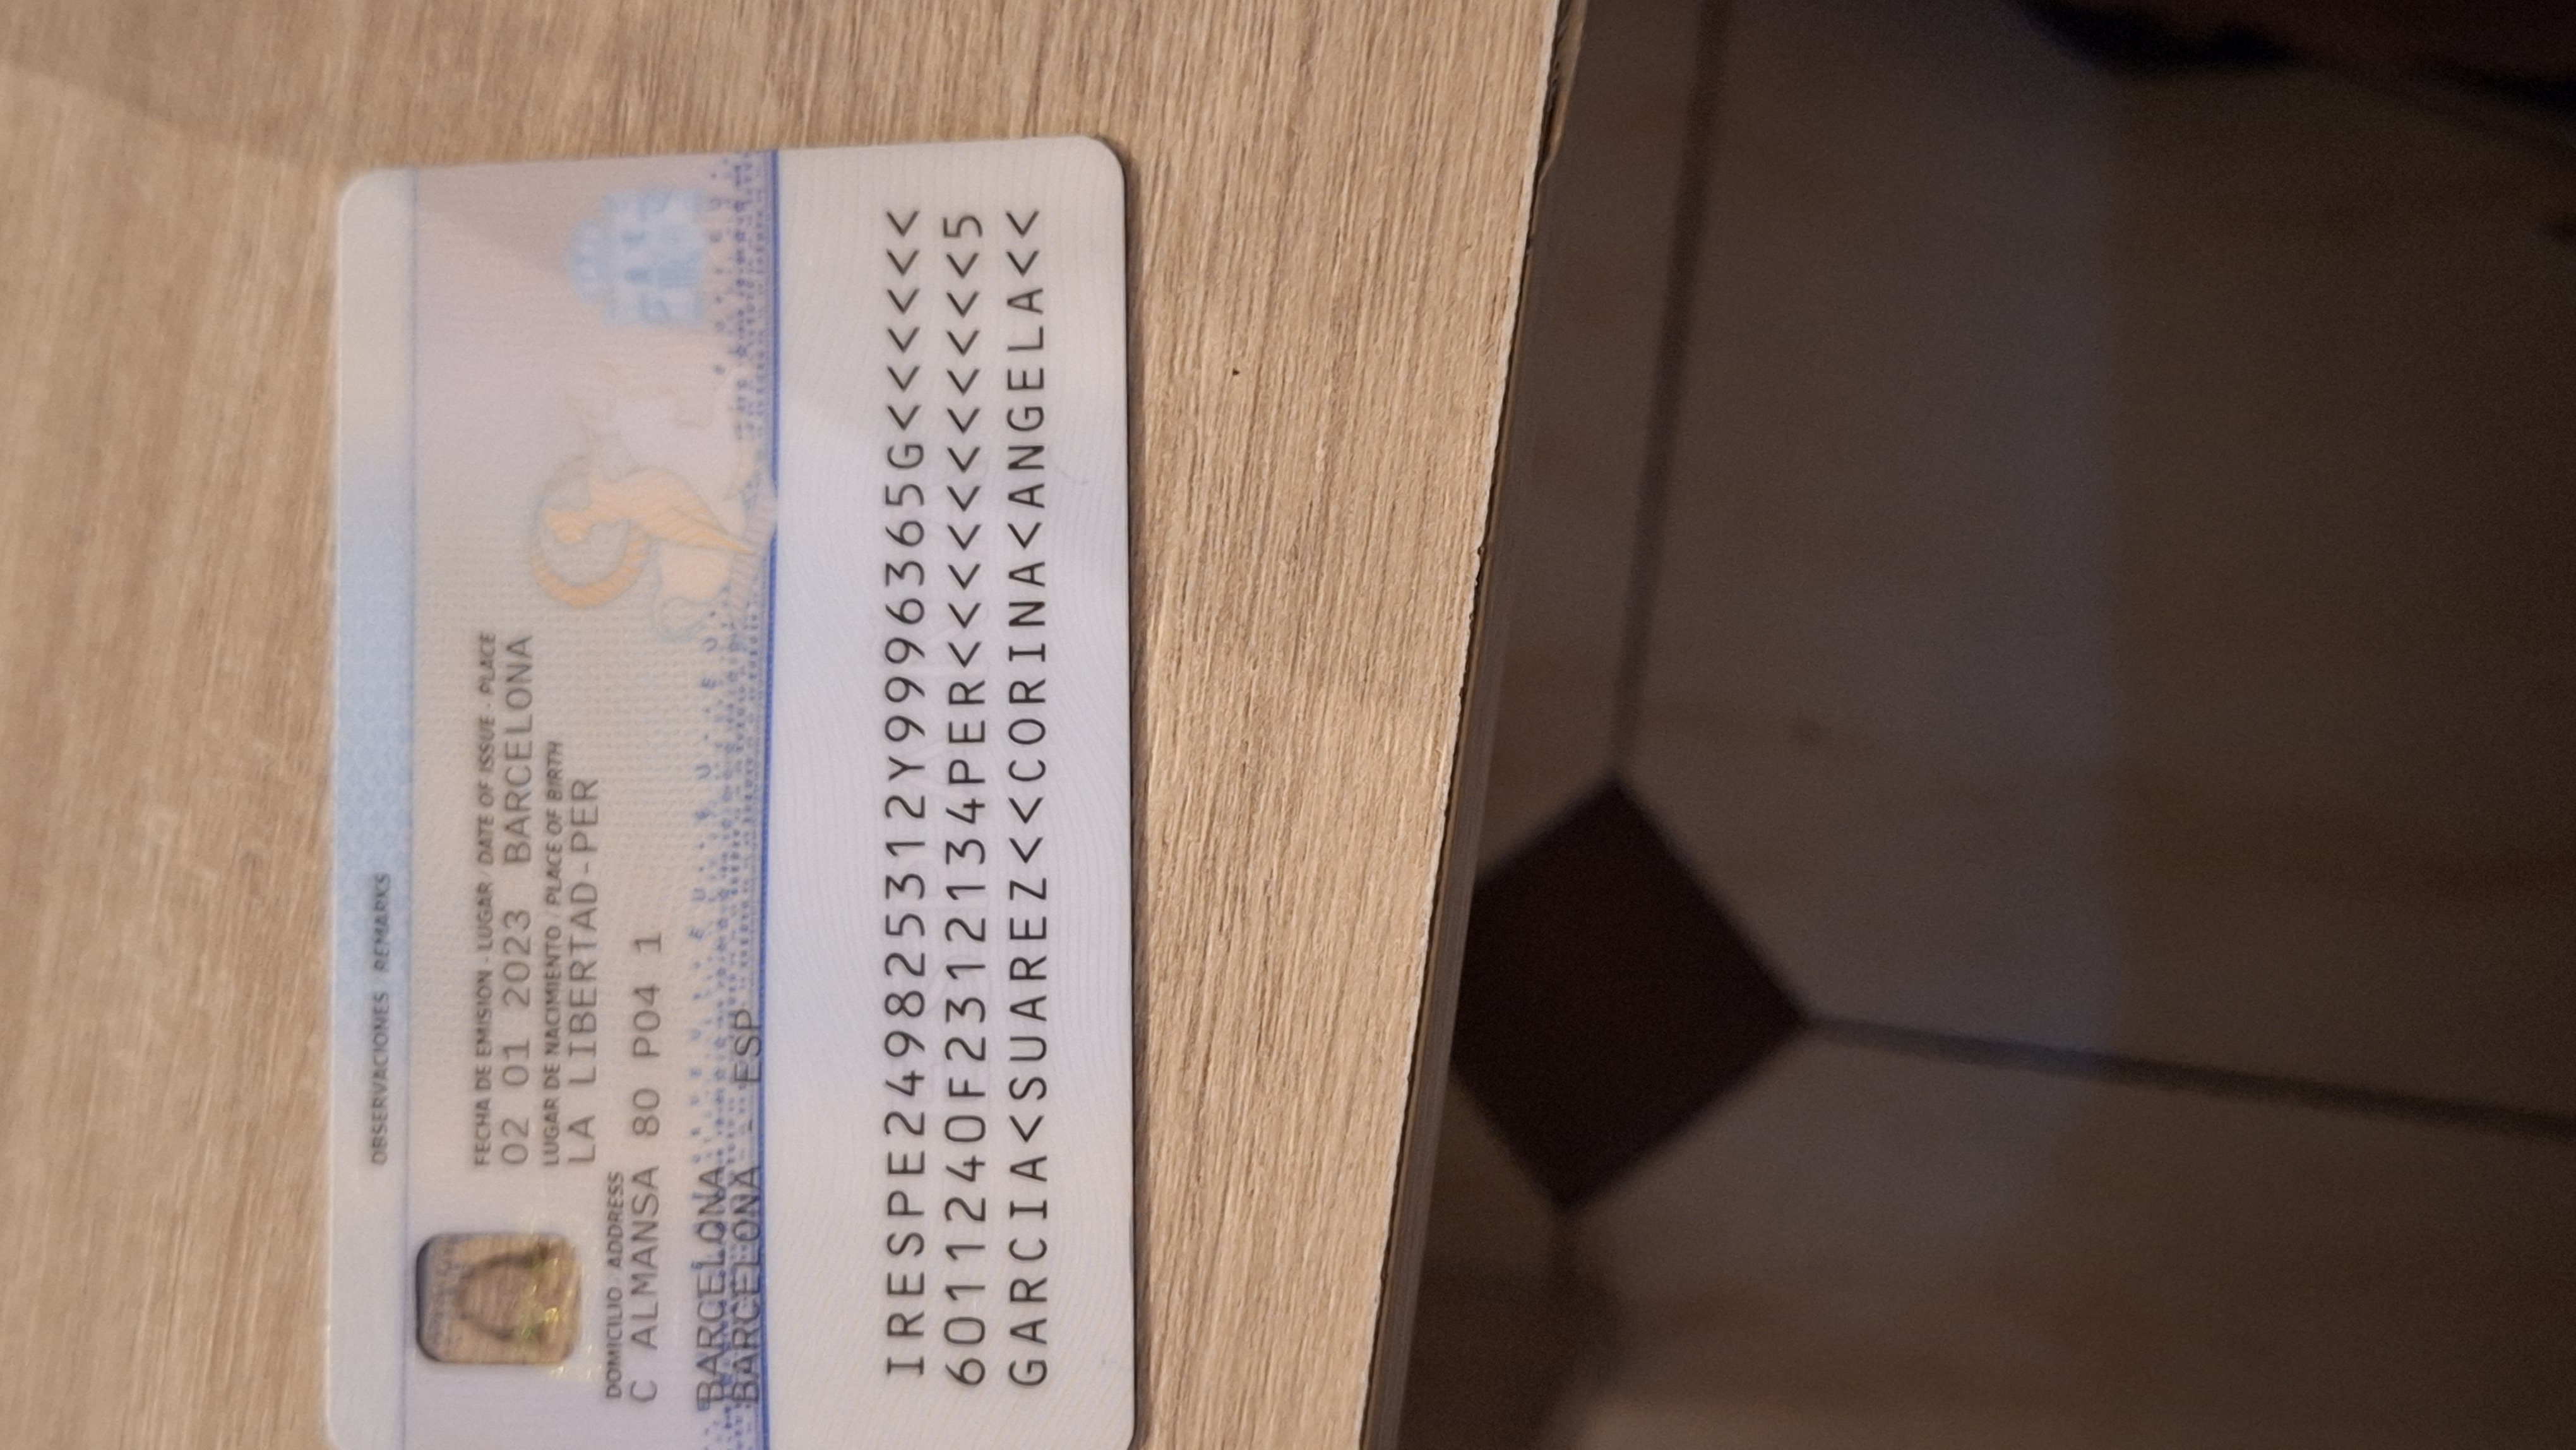 OBSERVACIONES / REMARKS
FECHA DE EMISION - LUGAR / DATE OF ISSUE - PLACE
02 01 2023 BARCELONA
LUGAR DE NACIMIENTO / PLACE OF BIRTH
LA LIBERTAD-PER
DOMICILIO / ADDRESS
C ALMANSA 80 P04 1
BARCELONA
BARCELONA - ESP
IRESPE249825312Y9996365G<<<<<<
6011240F2312134PER<<<<<<<<<<<5
GARCIA<SUAREZ<<CORINA<ANGELA<<